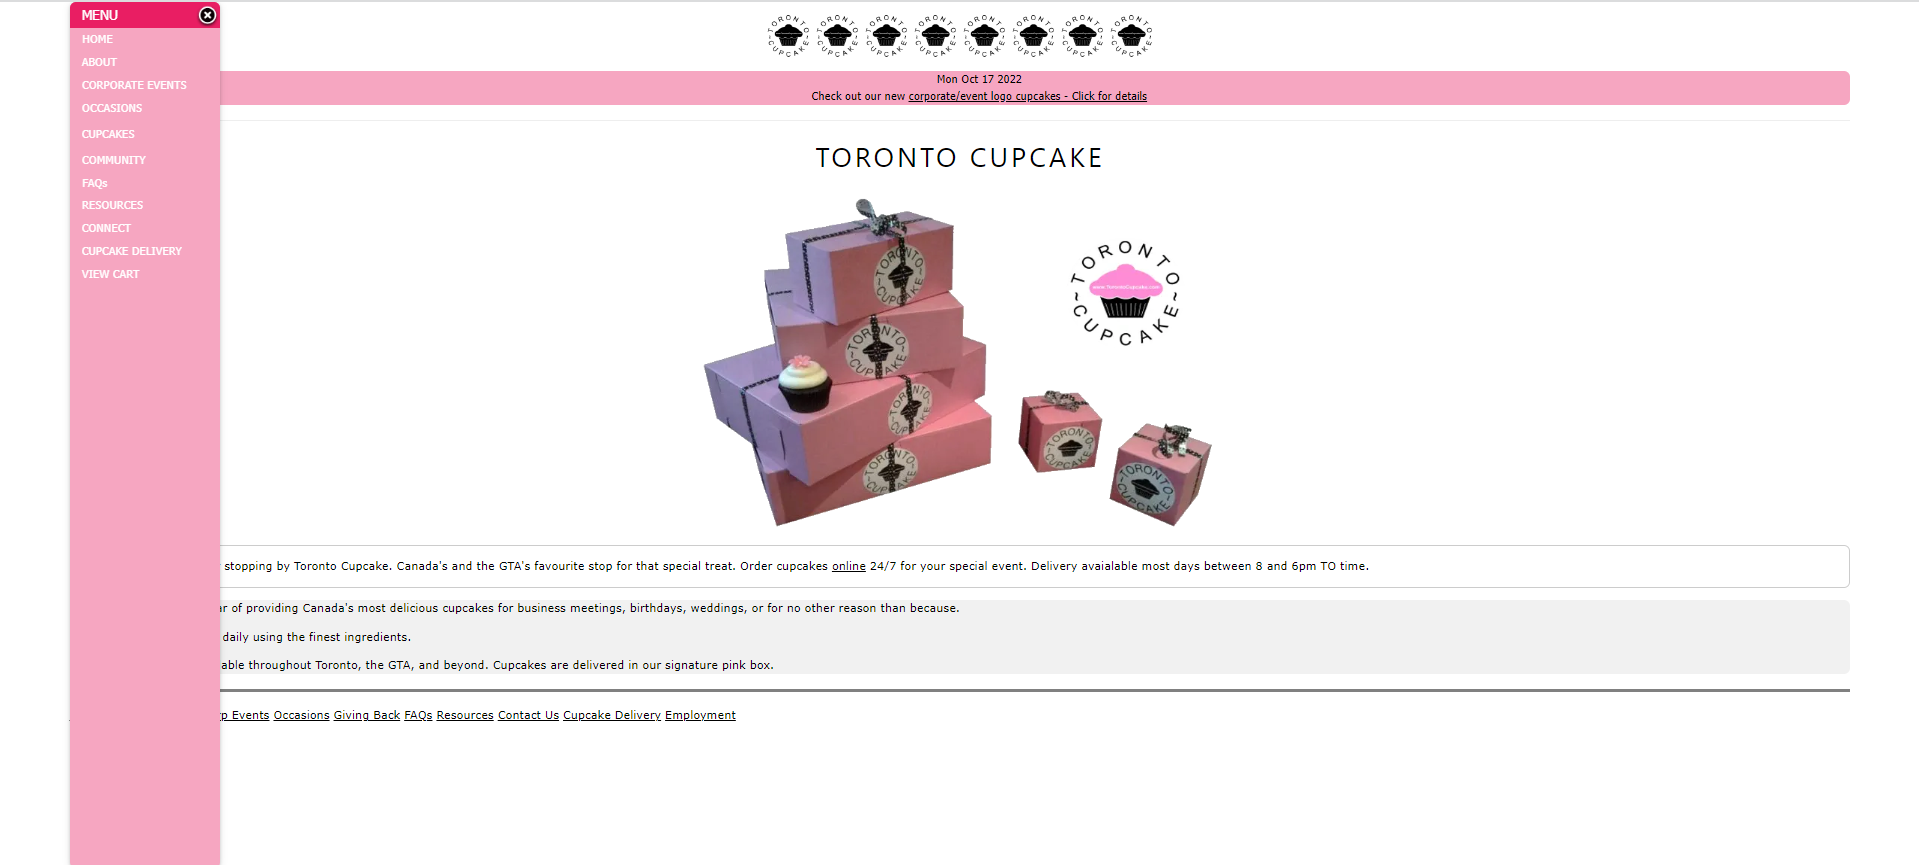 MENU
HOME
ABOUT
CORPORATE EVENTS
OCCASIONS
CUPCAKES
COMMUNITY
FAQs
RESOURCES
CONNECT
CUPCAKE DELIVERY
VIEW CART
TORONTO CUPCAKE
TORONTO CUPCAKE
TORONTO CUPCAKE
TORONTO CUPCAKE
TORONTO CUPCAKE
TORONTO CUPCAKE
TORONTO CUPCAKE
TORONTO CUPCAKE
Mon Oct 17 2022
Check out our new corporate/event logo cupcakes - Click for details
TORONTO CUPCAKE
TORONTO CUPCAKE
TORONTO CUPCAKE
TORONTO CUPCAKE
TORONTO CUPCAKE
~TORONTO~
www.TorontoCupcake.com
CUPCAKE
TORONTO CUPCAKE
TORONTO CUPCAKE
stopping by Toronto Cupcake. Canada's and the GTA's favourite stop for that special treat. Order cupcakes online 24/7 for your special event. Delivery avaialable most days between 8 and 6pm TO time.
of providing Canada's most delicious cupcakes for business meetings, birthdays, weddings, or for no other reason than because.
daily using the finest ingredients.
able throughout Toronto, the GTA, and beyond. Cupcakes are delivered in our signature pink box.
rp Events Occasions Giving Back FAQs Resources Contact Us Cupcake Delivery Employment